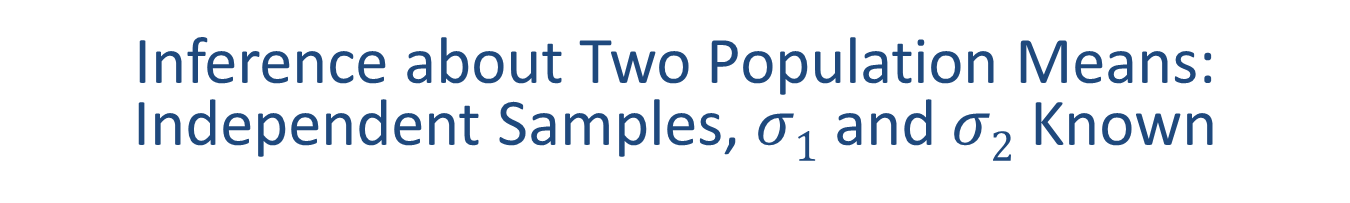 Inference about Two Population Means:
Independent Samples, σ₁ and σ₂ Known